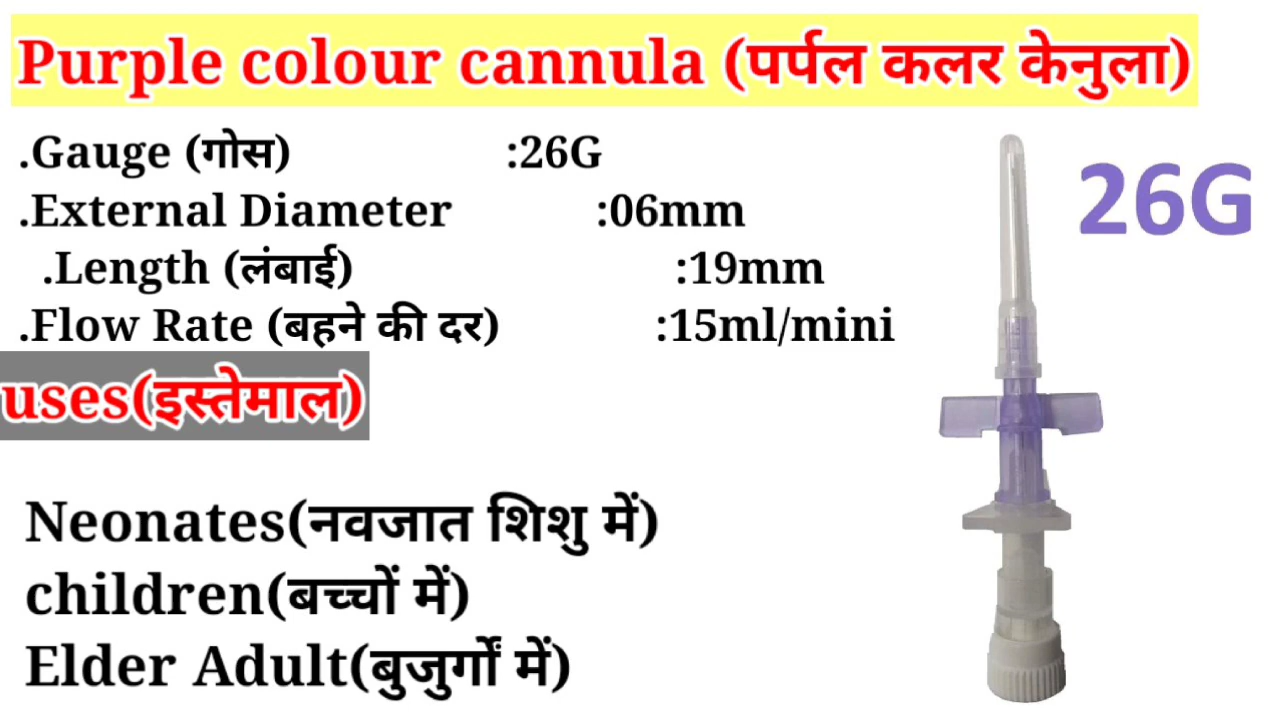 Purple colour cannula (पर्पल कलर केनुला)
.Gauge (गोस) :26G
26G
.External Diameter :06mm
.Length (लंबाई) :19mm
.Flow Rate (बहने की दर) :15ml/mini
uses(इस्तेमाल)
Neonates(नवजात शिशु में)
children(बच्चों में)
Elder Adult(बुजुर्गों में)